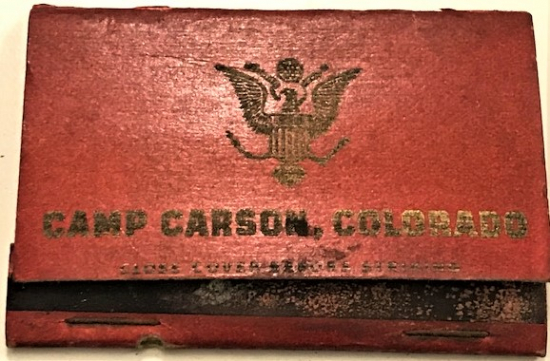 CAMP CARSON, COLORADO
CLOSE COVER BEFORE STRIKING